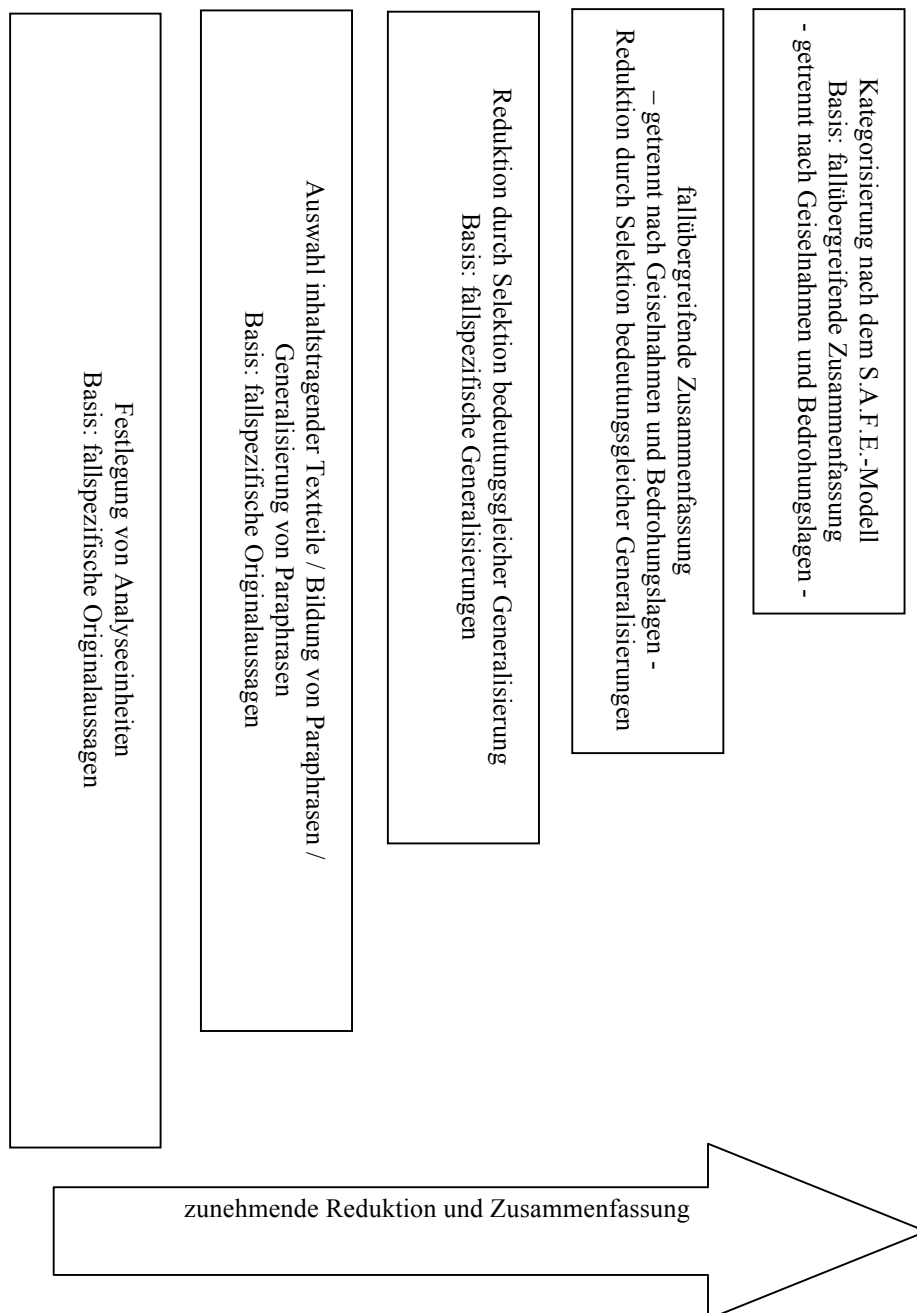 Festlegung von Analyseeinheiten
Basis: fallspezifische Originalaussagen
Auswahl inhaltstragender Textteile / Bildung von Paraphrasen /
Generalisierung von Paraphrasen
Basis: fallspezifische Originalaussagen
Reduktion durch Selektion bedeutungsgleicher Generalisierung
Basis: fallspezifische Generalisierungen
fallübergreifende Zusammenfassung
– getrennt nach Geiselnahmen und Bedrohungslagen -
Reduktion durch Selektion bedeutungsgleicher Generalisierungen
Kategorisierung nach dem S.A.F.E.-Modell
Basis: fallübergreifende Zusammenfassung
- getrennt nach Geiselnahmen und Bedrohungslagen -
zunehmende Reduktion und Zusammenfassung